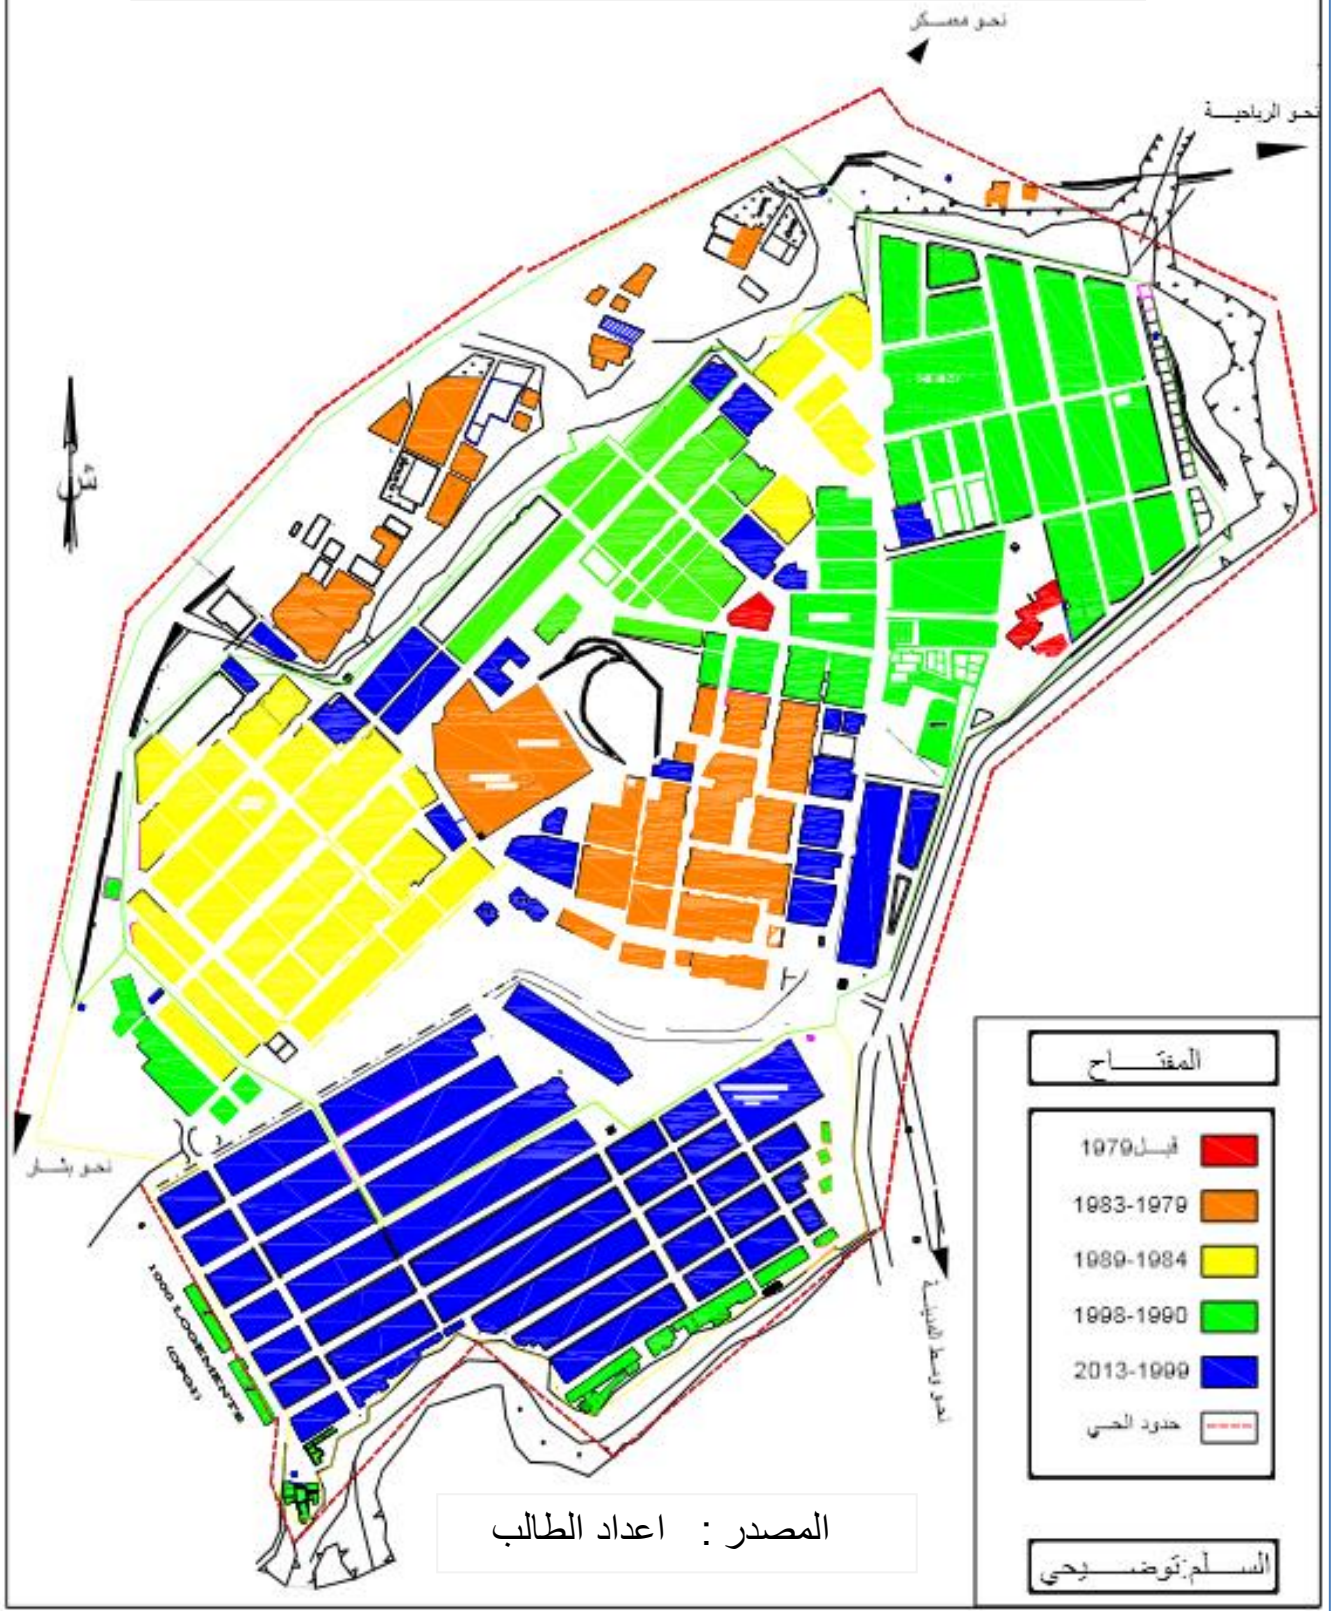 نحو معسكر
نحو الرباحية
ش
نحو بشار
1000 LOGEMENTS
(OPGI)
نحو وسط المدينة
المفتاح
قبل1979
1983-1979
1989-1984
1998-1990
2013-1999
حدود الحي
المصدر : اعداد الطالب
السلم:توضيحي